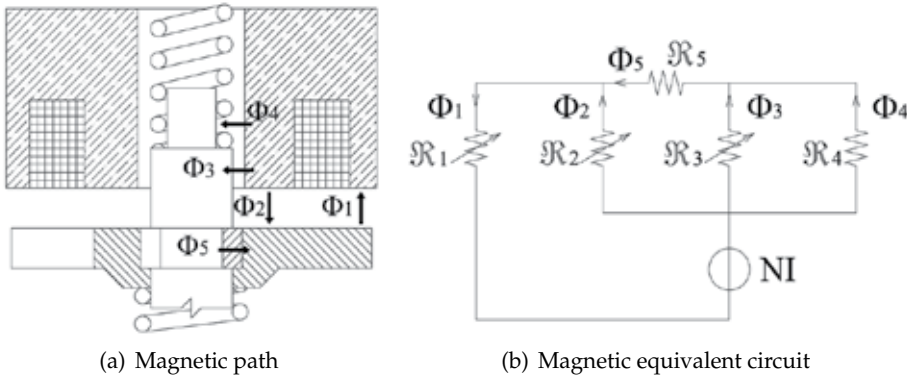 Φ4
Φ3
Φ2
Φ1
Φ5
Φ5
ℜ5
Φ1
Φ2
Φ3
Φ4
ℜ1
ℜ2
ℜ3
ℜ4
NI
(a) Magnetic path
(b) Magnetic equivalent circuit